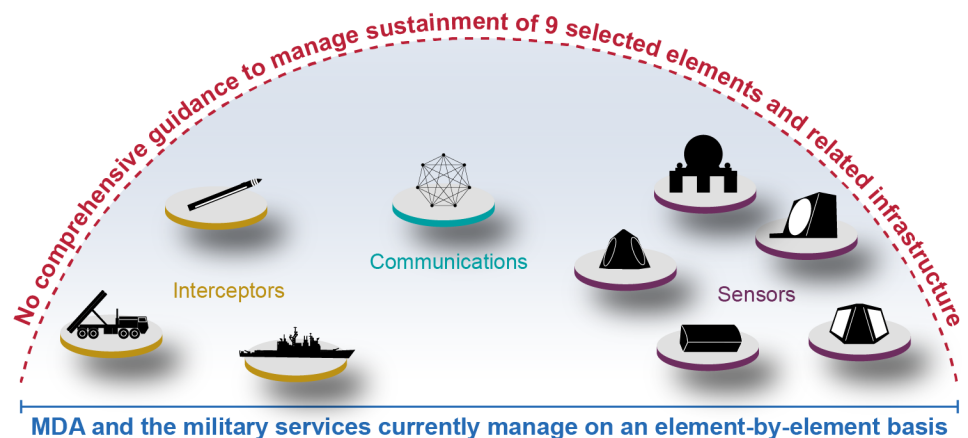 No comprehensive guidance to manage sustainment of 9 selected elements and related infrastructure
Communications
Interceptors
Sensors
MDA and the military services currently manage on an element-by-element basis